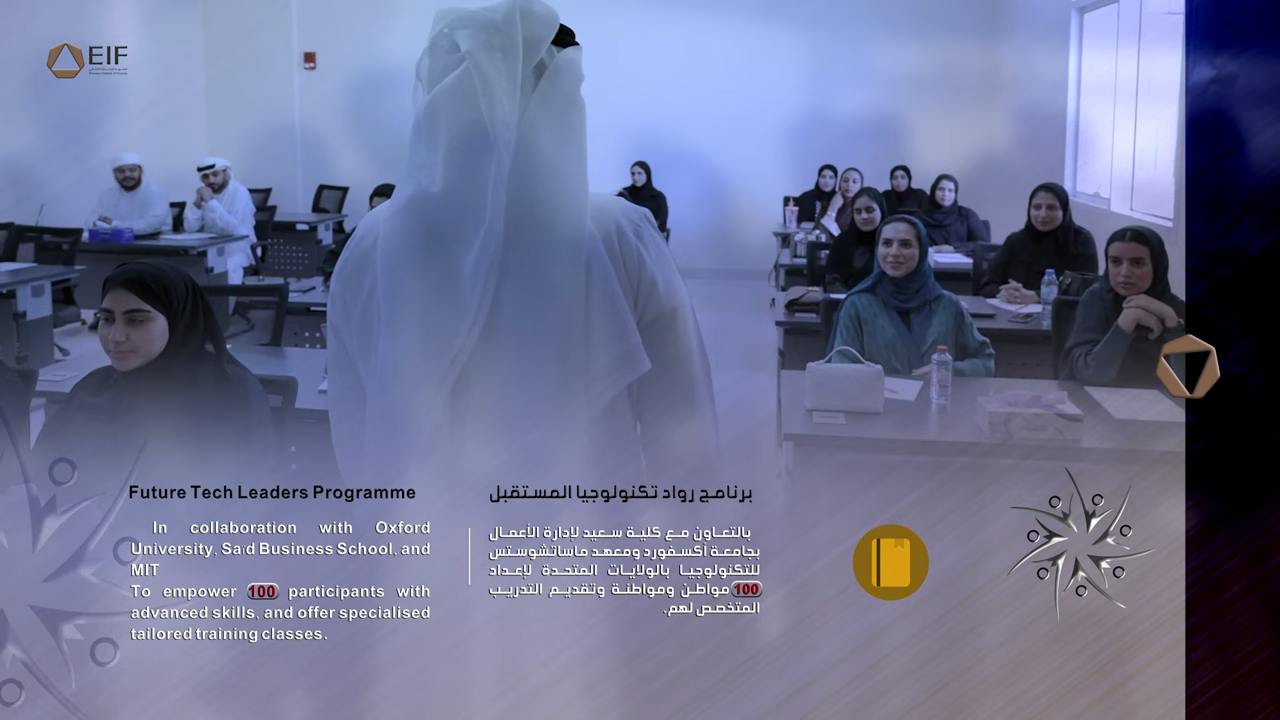 EIF
Future Tech Leaders Programme
In collaboration with Oxford
University, Saïd Business School, and
MIT
To empower 100 participants with
advanced skills, and offer specialised
tailored training classes.
برنامج رواد تكنولوجيا المستقبل
بالتعاون مع كلية سعيد لإدارة الأعمال
بجامعة أكسفورد ومعهد ماساتشوستس
للتكنولوجيا بالولايات المتحدة لإعداد
100 مواطن ومواطنة وتقديم التدريب
المتخصص لهم.